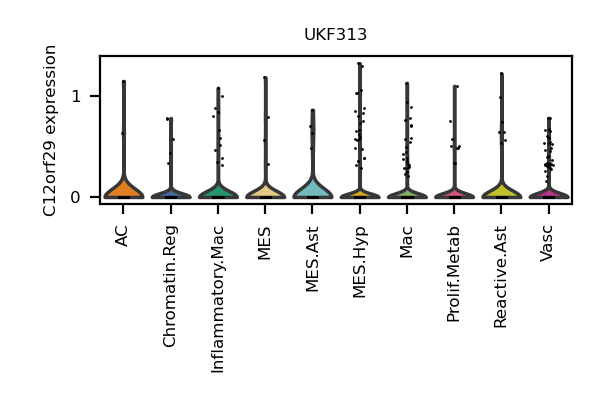 UKF313
C12orf29 expression
1
0
AC
Chromatin.Reg
Inflammatory.Mac
MES
MES.Ast
MES.Hyp
Mac
Prolif.Metab
Reactive.Ast
Vasc